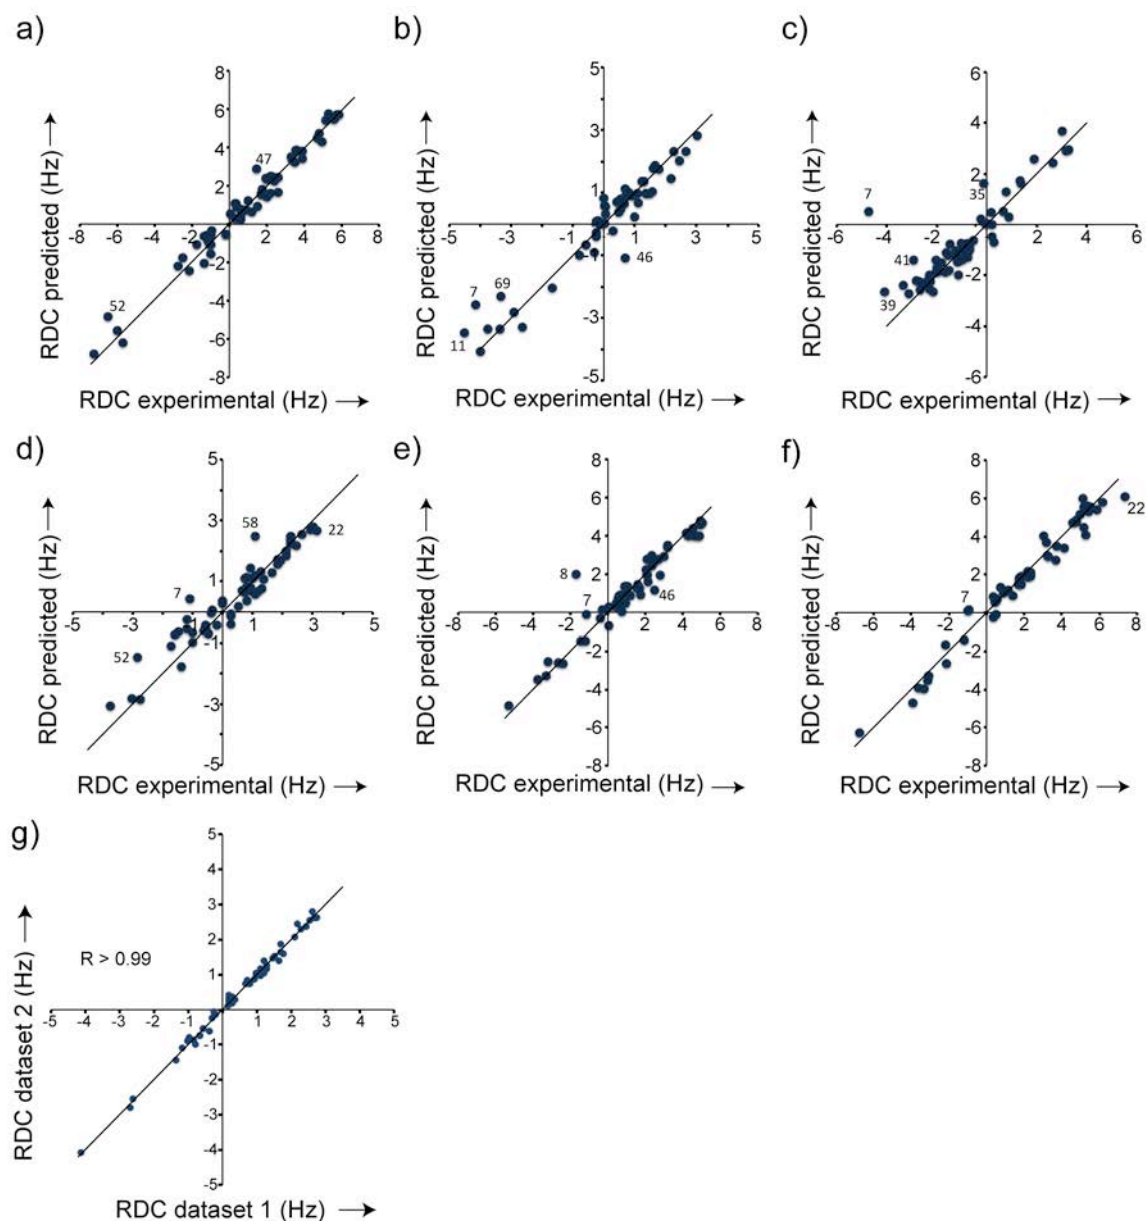 a)
RDC predicted (Hz)
8
6
4
2
47
-8 -6 -4 -2 2 4 6 8
-2
-4
52
-6
-8
RDC experimental (Hz)
b)
RDC predicted (Hz)
5
3
1
-5 -4 -3 -2 -1 1 3 5
-1
46
7 69
11
-3
-5
RDC experimental (Hz)
c)
RDC predicted (Hz)
6
4
2
7 35
-6 -4 -2 2 4 6
41
-2
39
-4
-6
RDC experimental (Hz)
d)
RDC predicted (Hz)
5
3
58 22
1
7
-5 -3 -1 1 3 5
-1
52
-3
-5
RDC experimental (Hz)
e)
RDC predicted (Hz)
8
6
4
2
8
46
7
-8 -6 -4 -2 2 4 6 8
-2
-4
-6
-8
RDC experimental (Hz)
f)
RDC predicted (Hz)
8
6
22
4
2
7
-8 -6 -4 -2 2 4 6 8
-2
-4
-6
-8
RDC experimental (Hz)
g)
RDC dataset 2 (Hz)
5
4
3
2
R > 0.99
1
-5 -4 -3 -2 -1 1 2 3 4 5
-1
-2
-3
-4
-5
RDC dataset 1 (Hz)